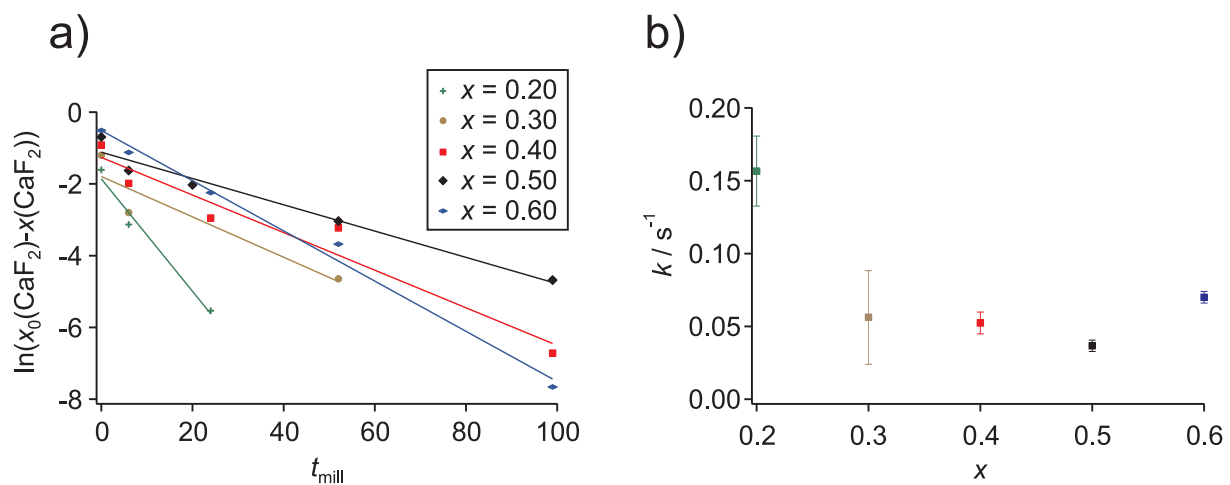 a)
x = 0.20
x = 0.30
x = 0.40
x = 0.50
x = 0.60
0
-2
-4
-6
-8
ln(x₀(CaF₂)-x(CaF₂))
0 20 40 60 80 100
t_mill
b)
0.20
0.15
0.10
0.05
0.00
k / s⁻¹
0.2 0.3 0.4 0.5 0.6
x